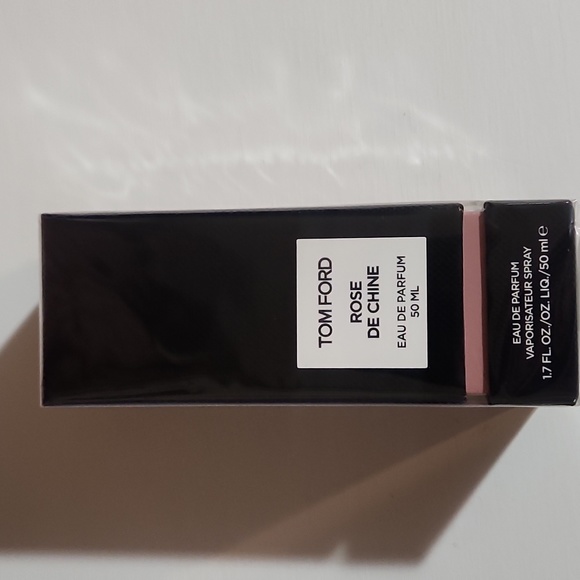 TOM FORD
ROSE
DE CHINE
EAU DE PARFUM
50 ML
EAU DE PARFUM
VAPORISATEUR SPRAY
1.7 FL. OZ./OZ. LIQ./50 ml ℮